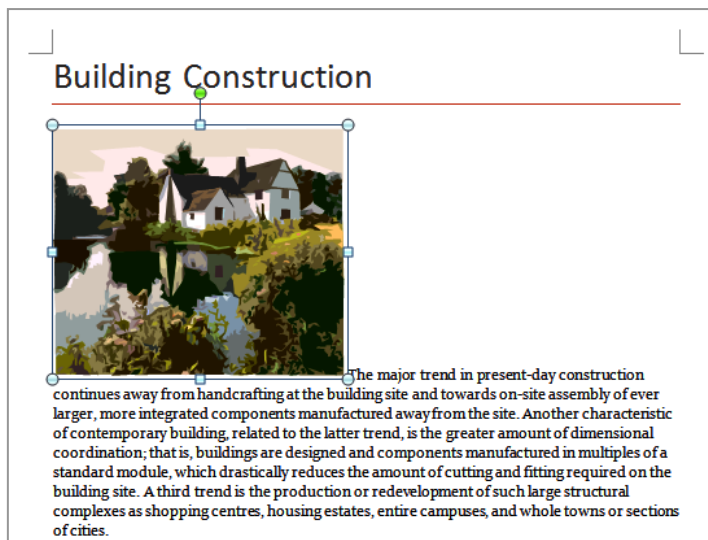 Building Construction
The major trend in present-day construction
continues away from handcrafting at the building site and towards on-site assembly of ever
larger, more integrated components manufactured away from the site. Another characteristic
of contemporary building, related to the latter trend, is the greater amount of dimensional
coordination; that is, buildings are designed and components manufactured in multiples of a
standard module, which drastically reduces the amount of cutting and fitting required on the
building site. A third trend is the production or redevelopment of such large structural
complexes as shopping centres, housing estates, entire campuses, and whole towns or sections
of cities.